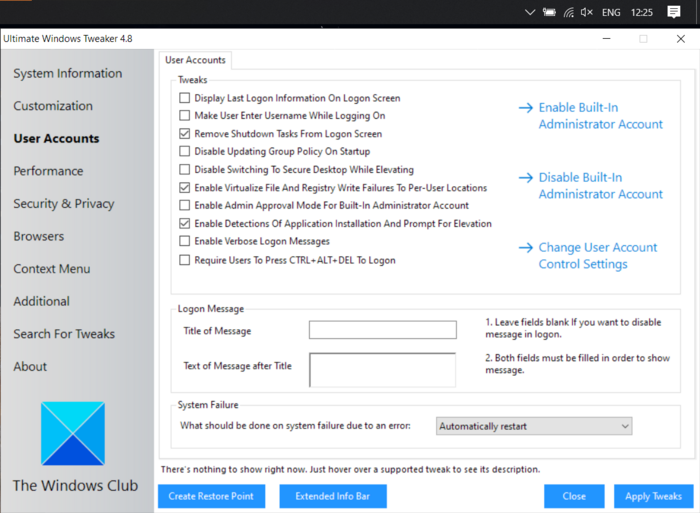 ENG 12:25
Ultimate Windows Tweaker 4.8
System Information
Customization
User Accounts
Performance
Security & Privacy
Browsers
Context Menu
Additional
Search For Tweaks
About
The Windows Club
User Accounts
Tweaks
Display Last Logon Information On Logon Screen
Make User Enter Username While Logging On
Remove Shutdown Tasks From Logon Screen
Disable Updating Group Policy On Startup
Disable Switching To Secure Desktop While Elevating
Enable Virtualize File And Registry Write Failures To Per-User Locations
Enable Admin Approval Mode For Built-In Administrator Account
Enable Detections Of Application Installation And Prompt For Elevation
Enable Verbose Logon Messages
Require Users To Press CTRL+ALT+DEL To Logon
Enable Built-In
Administrator Account
Disable Built-In
Administrator Account
Change User Account
Control Settings
Logon Message
Title of Message
Text of Message after Title
1. Leave fields blank If you want to disable
message in logon.
2. Both fields must be filled in order to show
message.
System Failure
What should be done on system failure due to an error:
Automatically restart
There's nothing to show right now. Just hover over a supported tweak to see its description.
Create Restore Point
Extended Info Bar
Close
Apply Tweaks